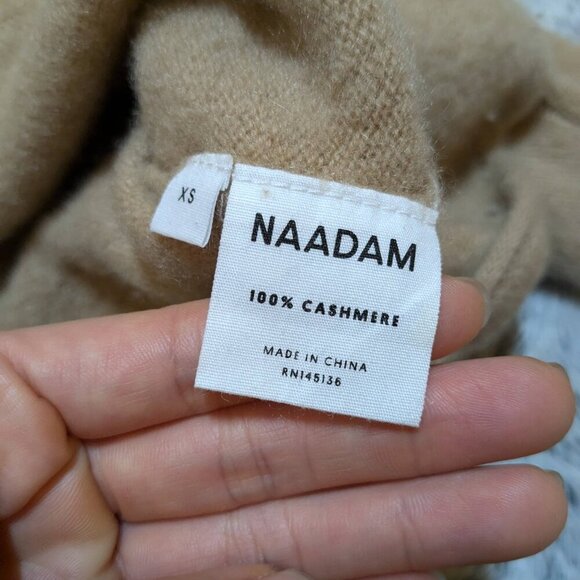 XS
NAADAM
100% CASHMERE
MADE IN CHINA
RN145136